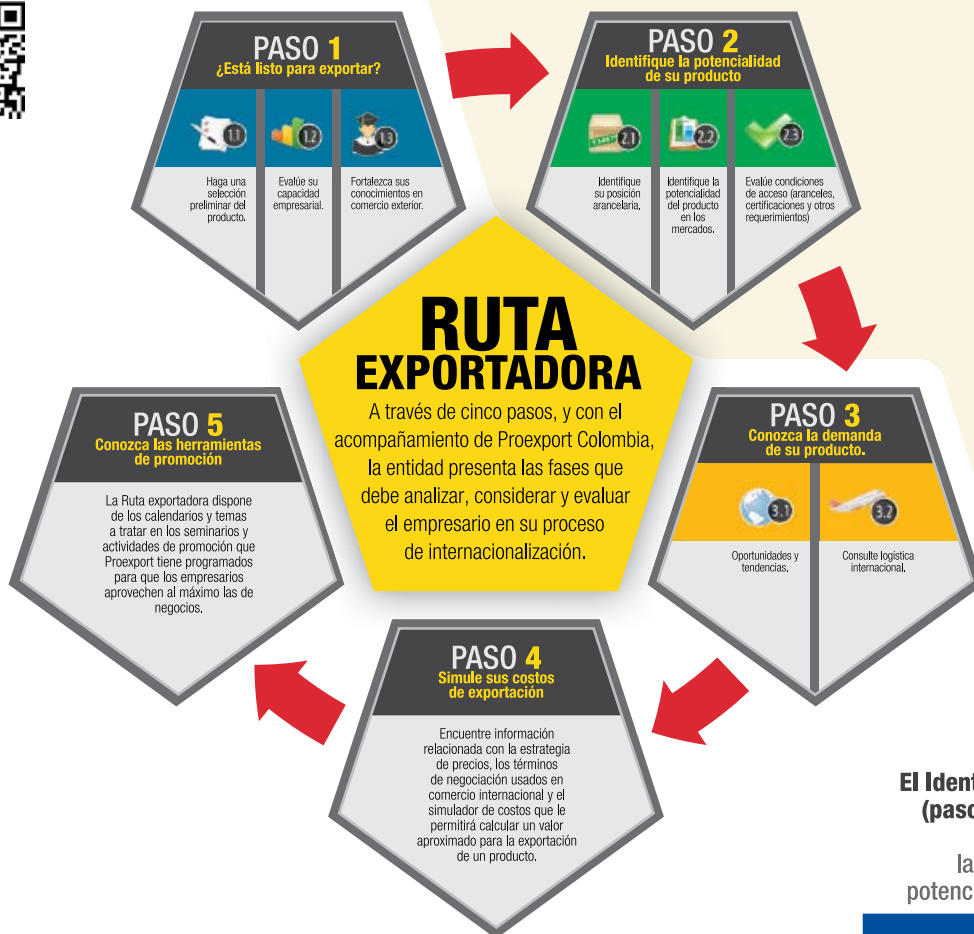 PASO 1
¿Está listo para exportar?
1.1
1.2
1.3
Haga una
selección
preliminar del
producto.
Evalúe su
capacidad
empresarial.
Fortalezca sus
conocimientos en
comercio exterior.
PASO 2
Identifique la potencialidad
de su producto
2.1
2.2
2.3
Identifique
su posición
arancelaria.
Identifique la
potencialidad
del producto
en los
mercados.
Evalúe condiciones
de acceso (aranceles,
certificaciones y otros
requerimientos)
RUTA
EXPORTADORA
A través de cinco pasos, y con el
acompañamiento de Proexport Colombia,
la entidad presenta las fases que
debe analizar, considerar y evaluar
el empresario en su proceso
de internacionalización.
PASO 3
Conozca la demanda
de su producto.
3.1
3.2
Oportunidades y
tendencias.
Consulte logística
internacional.
PASO 4
Simule sus costos
de exportación
Encuentre información
relacionada con la estrategia
de precios, los términos
de negociación usados en
comercio internacional y el
simulador de costos que le
permitirá calcular un valor
aproximado para la exportación
de un producto.
PASO 5
Conozca las herramientas
de promoción
La Ruta exportadora dispone
de los calendarios y temas
a tratar en los seminarios y
actividades de promoción que
Proexport tiene programados
para que los empresarios
aprovechen al máximo las de
negocios.
El Ident
(paso
la
potenc